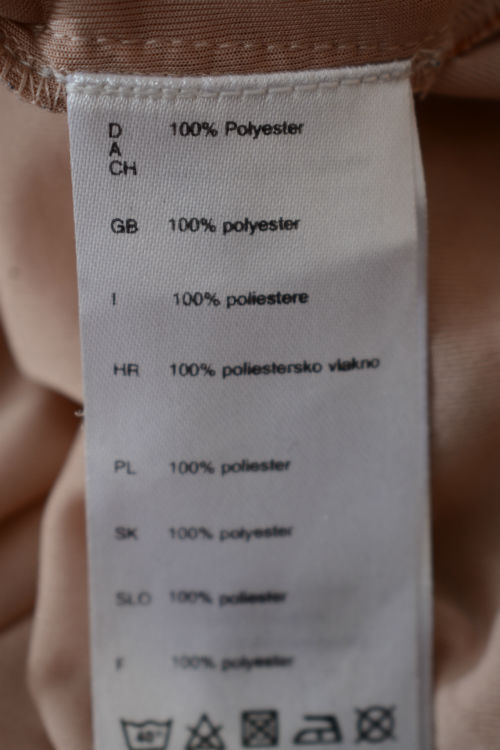 D 100% Polyester
A
CH
GB 100% polyester
I 100% poliestere
HR 100% poliestersko vlakno
PL 100% poliester
SK 100% polyester
SLO 100% poliester
F 100% polyester
40°